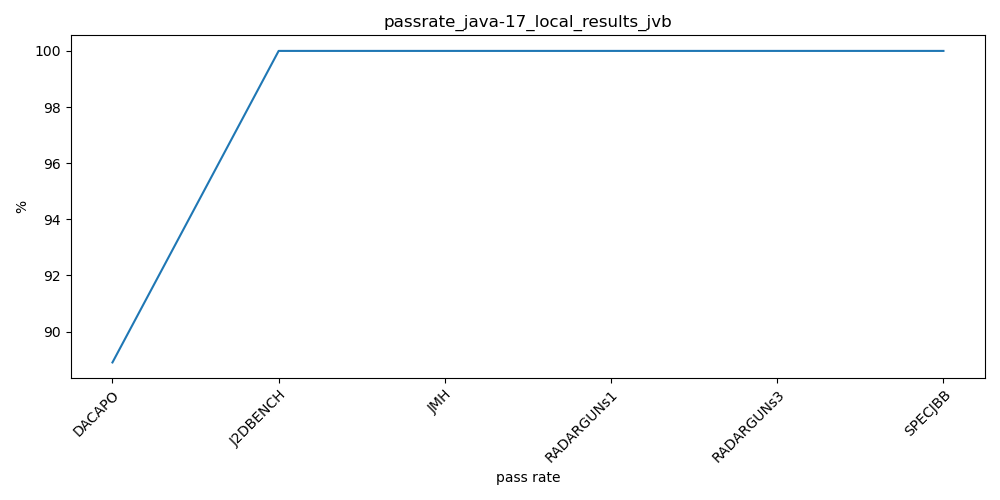 passrate_java-17_local_results_jvb
100
98
96
94
92
90
%
DACAPO
J2DBENCH
JMH
RADARGUNs1
RADARGUNs3
SPECJBB
pass rate